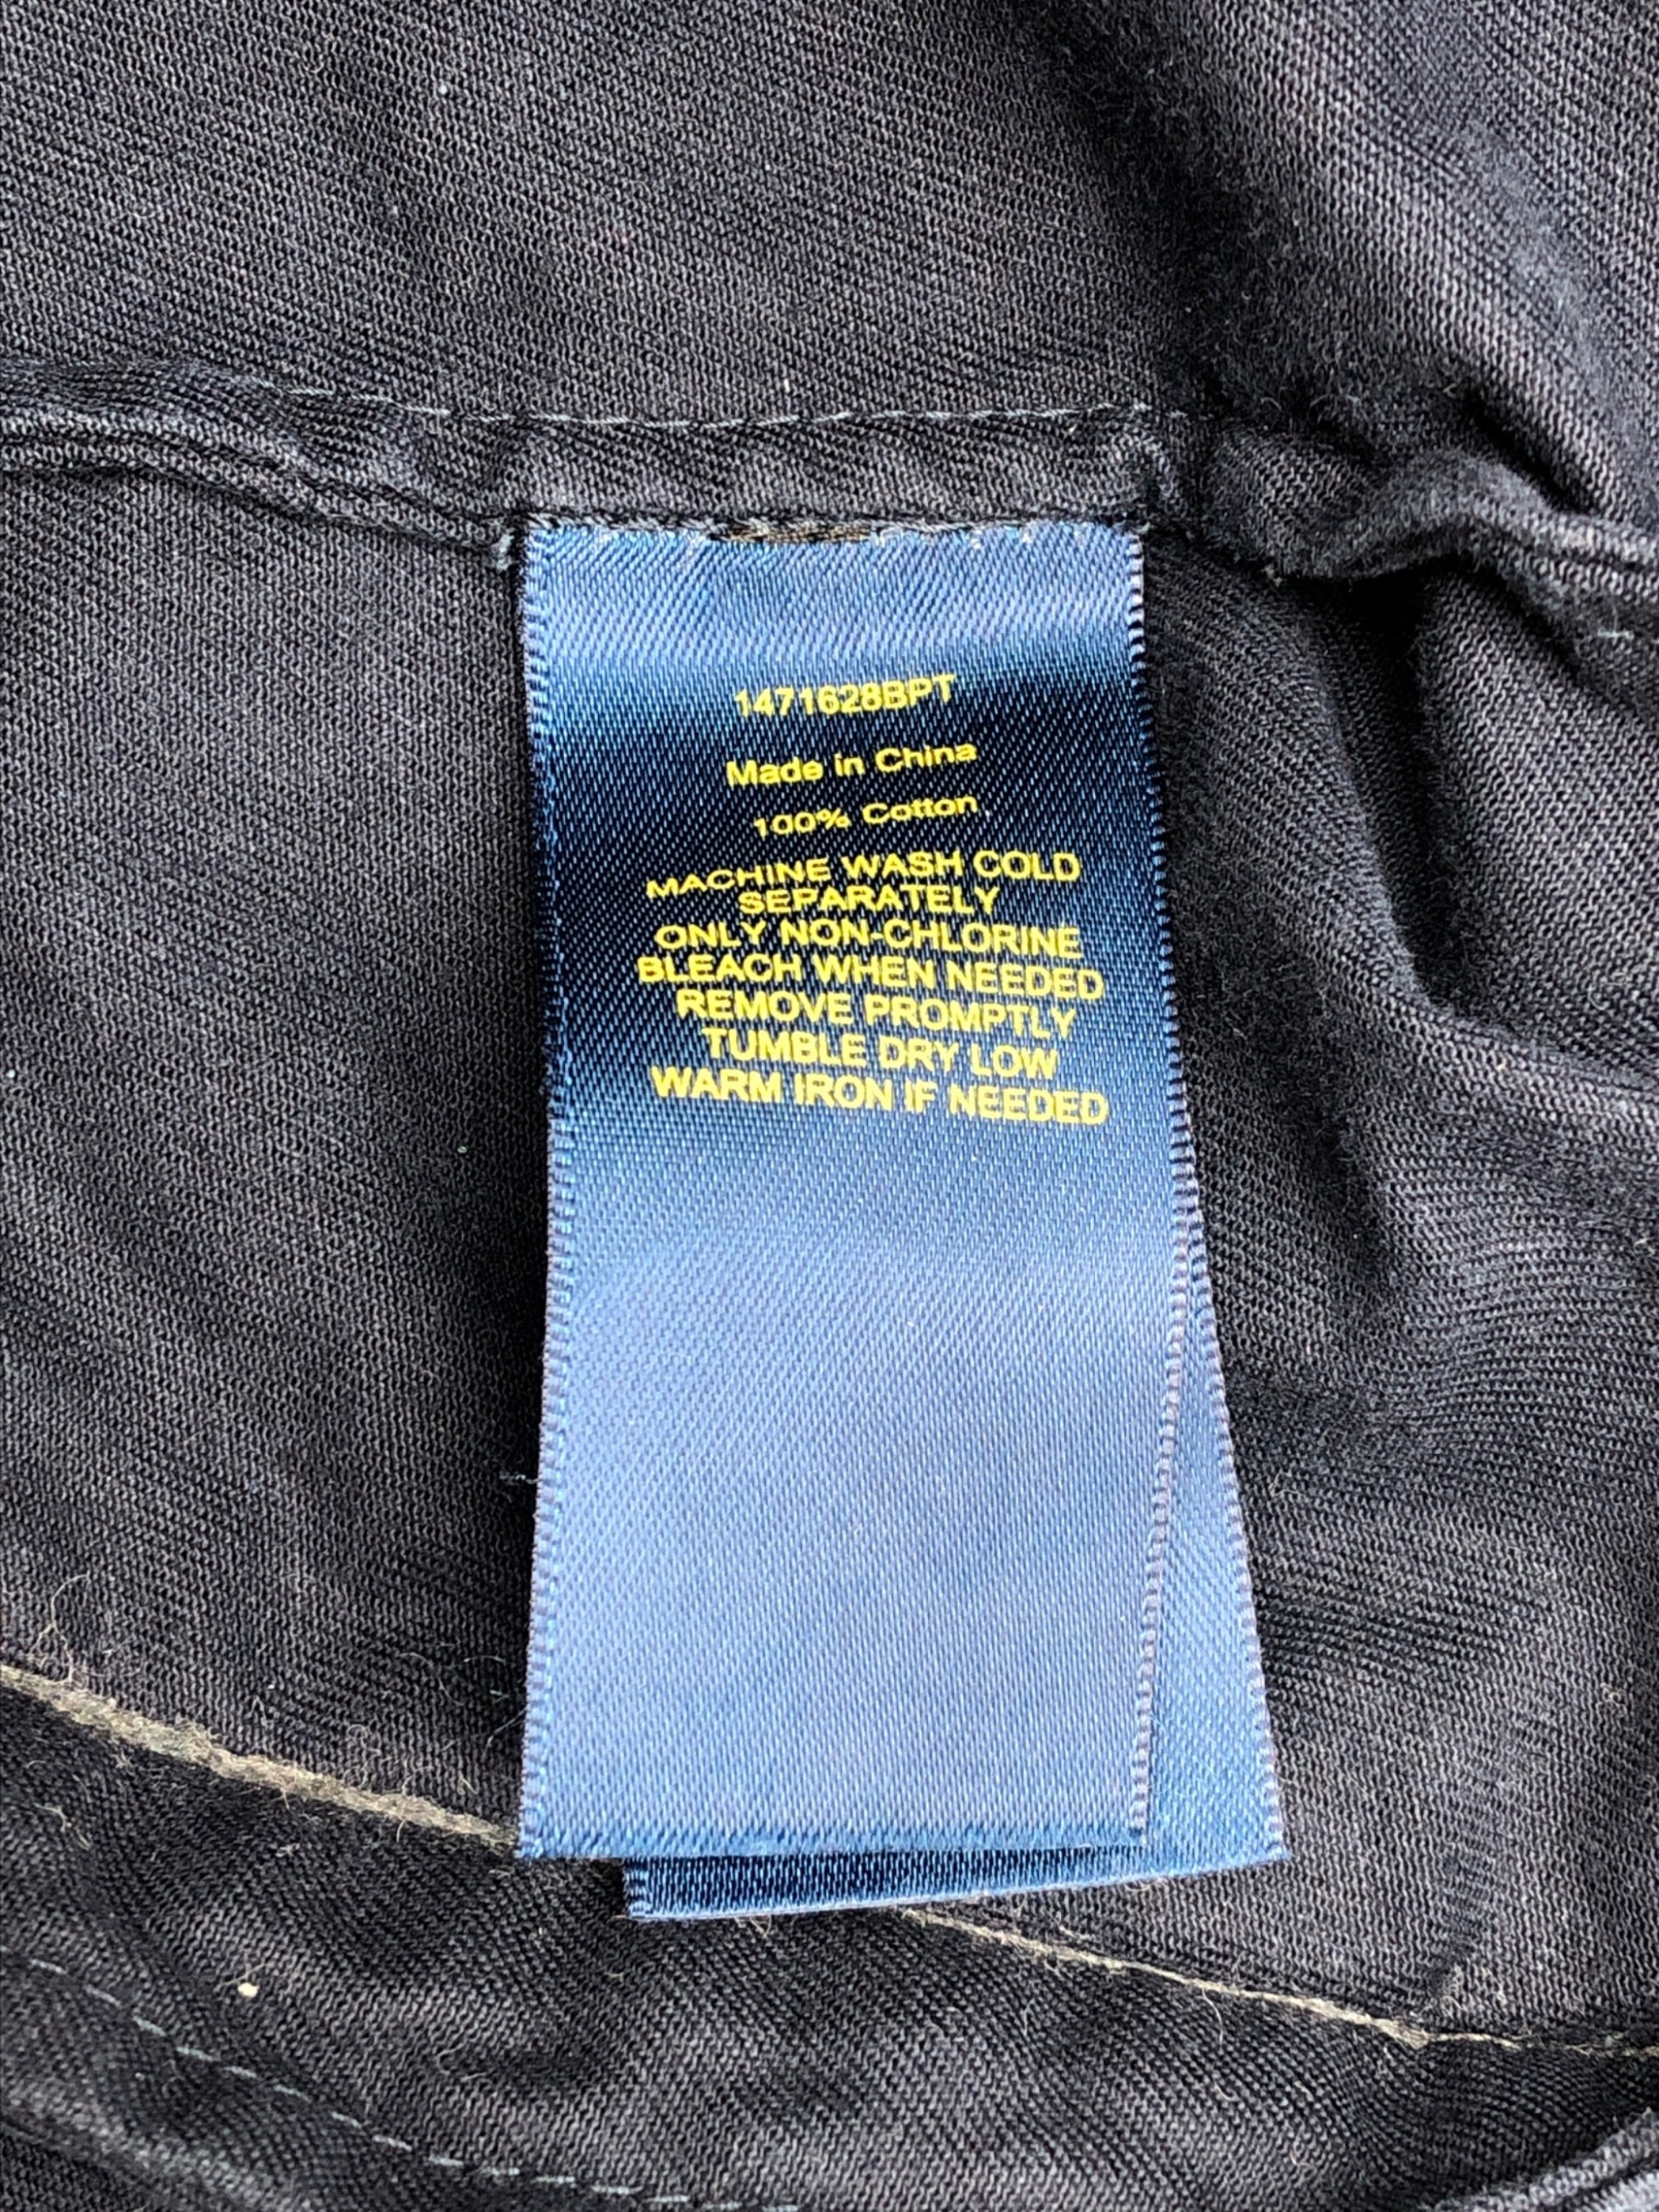 1471628BPT
Made in China
100% Cotton
MACHINE WASH COLD
SEPARATELY
ONLY NON-CHLORINE
BLEACH WHEN NEEDED
REMOVE PROMPTLY
TUMBLE DRY LOW
WARM IRON IF NEEDED